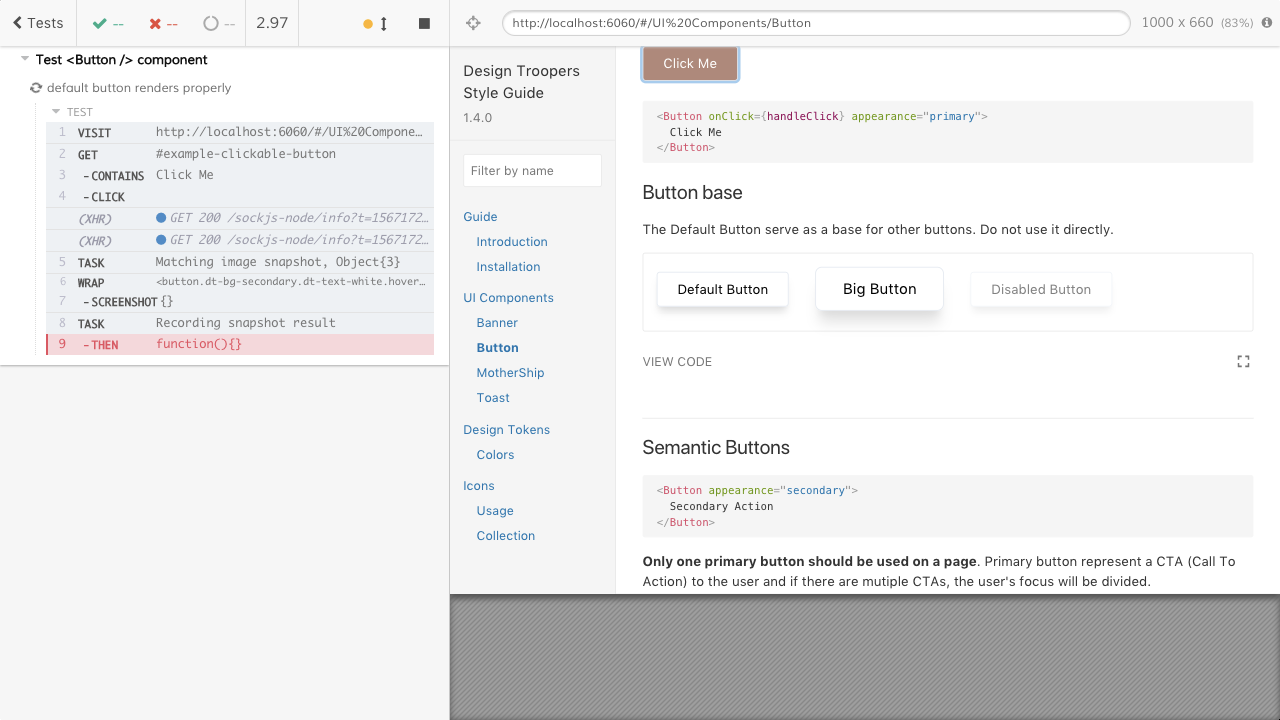 Tests
--
--
--
2.97
http://localhost:6060/#/UI%20Components/Button
1000 x 660 (83%)
Test <Button /> component
default button renders properly
TEST
1 VISIT http://localhost:6060/#/UI%20Compone…
2 GET #example-clickable-button
3 -CONTAINS Click Me
4 -CLICK
(XHR) GET 200 /sockjs-node/info?t=1567172…
(XHR) GET 200 /sockjs-node/info?t=1567172…
5 TASK Matching image snapshot, Object{3}
6 WRAP <button.dt-bg-secondary.dt-text-white.hover…
7 -SCREENSHOT {}
8 TASK Recording snapshot result
9 -THEN function(){}
Design Troopers
Style Guide
1.4.0
Filter by name
Guide
Introduction
Installation
UI Components
Banner
Button
MotherShip
Toast
Design Tokens
Colors
Icons
Usage
Collection
Click Me
<Button onClick={handleClick} appearance="primary">
Click Me
</Button>
Button base
The Default Button serve as a base for other buttons. Do not use it directly.
Default Button
Big Button
Disabled Button
VIEW CODE
Semantic Buttons
<Button appearance="secondary">
Secondary Action
</Button>
Only one primary button should be used on a page. Primary button represent a CTA (Call To
Action) to the user and if there are mutiple CTAs, the user's focus will be divided.